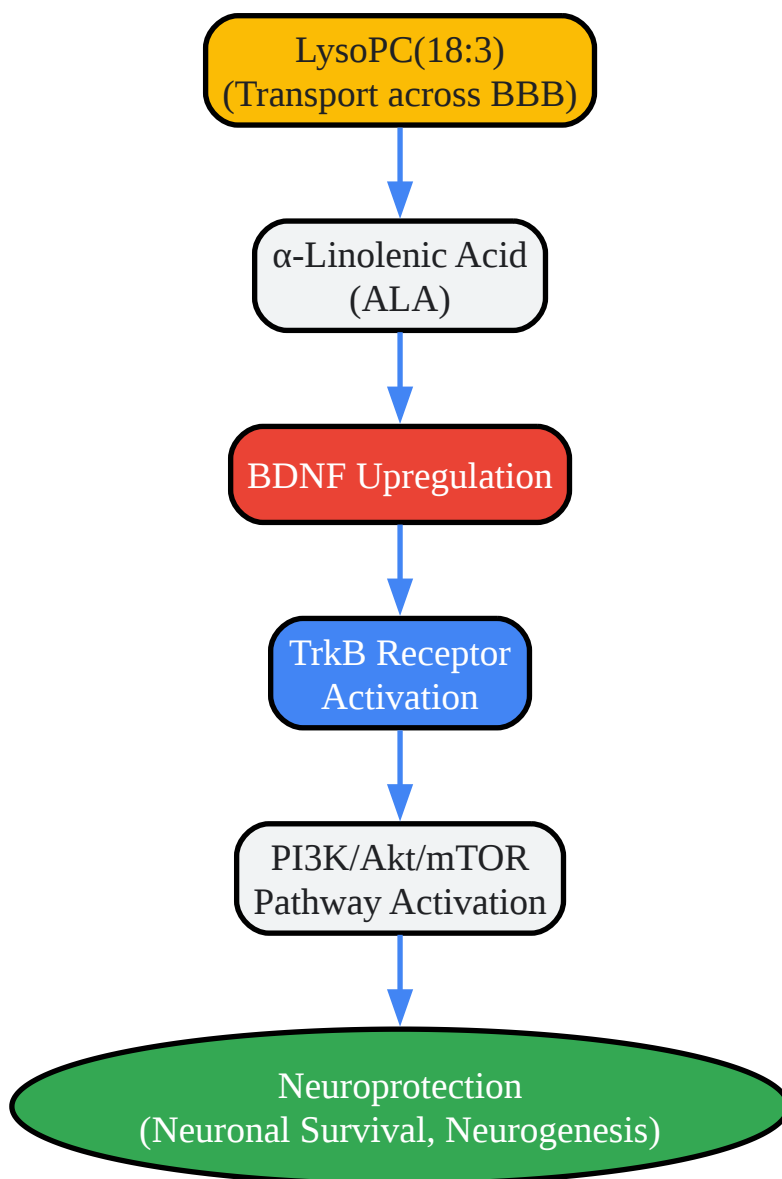 LysoPC(18:3)
(Transport across BBB)
α-Linolenic Acid
(ALA)
BDNF Upregulation
TrkB Receptor
Activation
PI3K/Akt/mTOR
Pathway Activation
Neuroprotection
(Neuronal Survival, Neurogenesis)